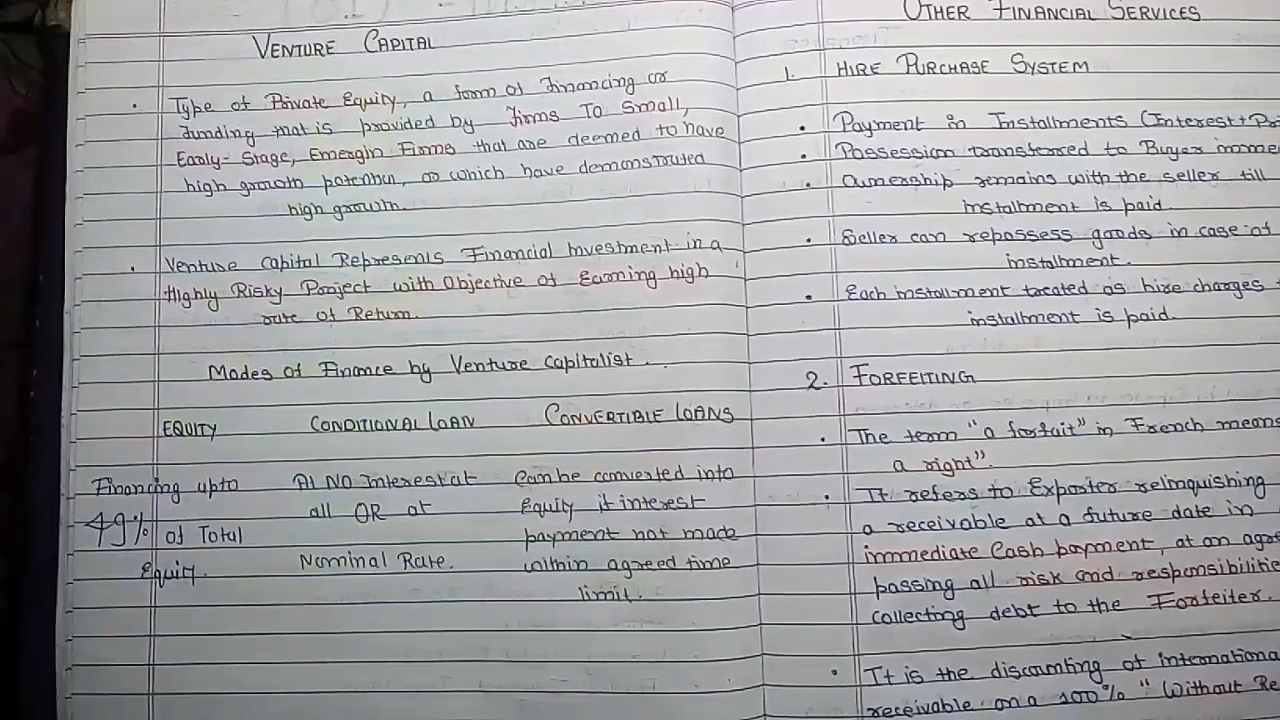 VENTURE CAPITAL
• Type of Private Equity, a form of Financing or
funding that is provided by firms To Small,
Early-Stage, Emergin Firms that are deemed to have
high growth potential, or which have demonstrated
high growth.
• Venture capital Represents Financial Investment in a
Highly Risky Project with Objective of Earning high
rate of Return.
Modes of Finance by Venture Capitalist.
EQUITY CONDITIONAL LOAN CONVERTIBLE LOANS
Financing upto At NO Interest at Can be converted into
49% of Total all OR at Equity if interest
Equity. Nominal Rate. payment not made
within agreed time
limit.
OTHER FINANCIAL SERVICES
1. HIRE PURCHASE SYSTEM
• Payment in Installments (Interest + 
• Possession transferred to Buyer imme
• Ownership remains with the seller till
installment is paid.
• Seller can repossess goods in case of
instalment.
• Each installment treated as hire charges
installment is paid.
2. FORFEITING
• The term "a forfait" in French means
a right".
• It refers to Exporter relinquishing
a receivable at a future date in
immediate Cash payment, at an agre
passing all risk and responsibilitie
collecting debt to the Forfeiter.
• It is the discounting of internationa
receivable on a 100% "Without Re